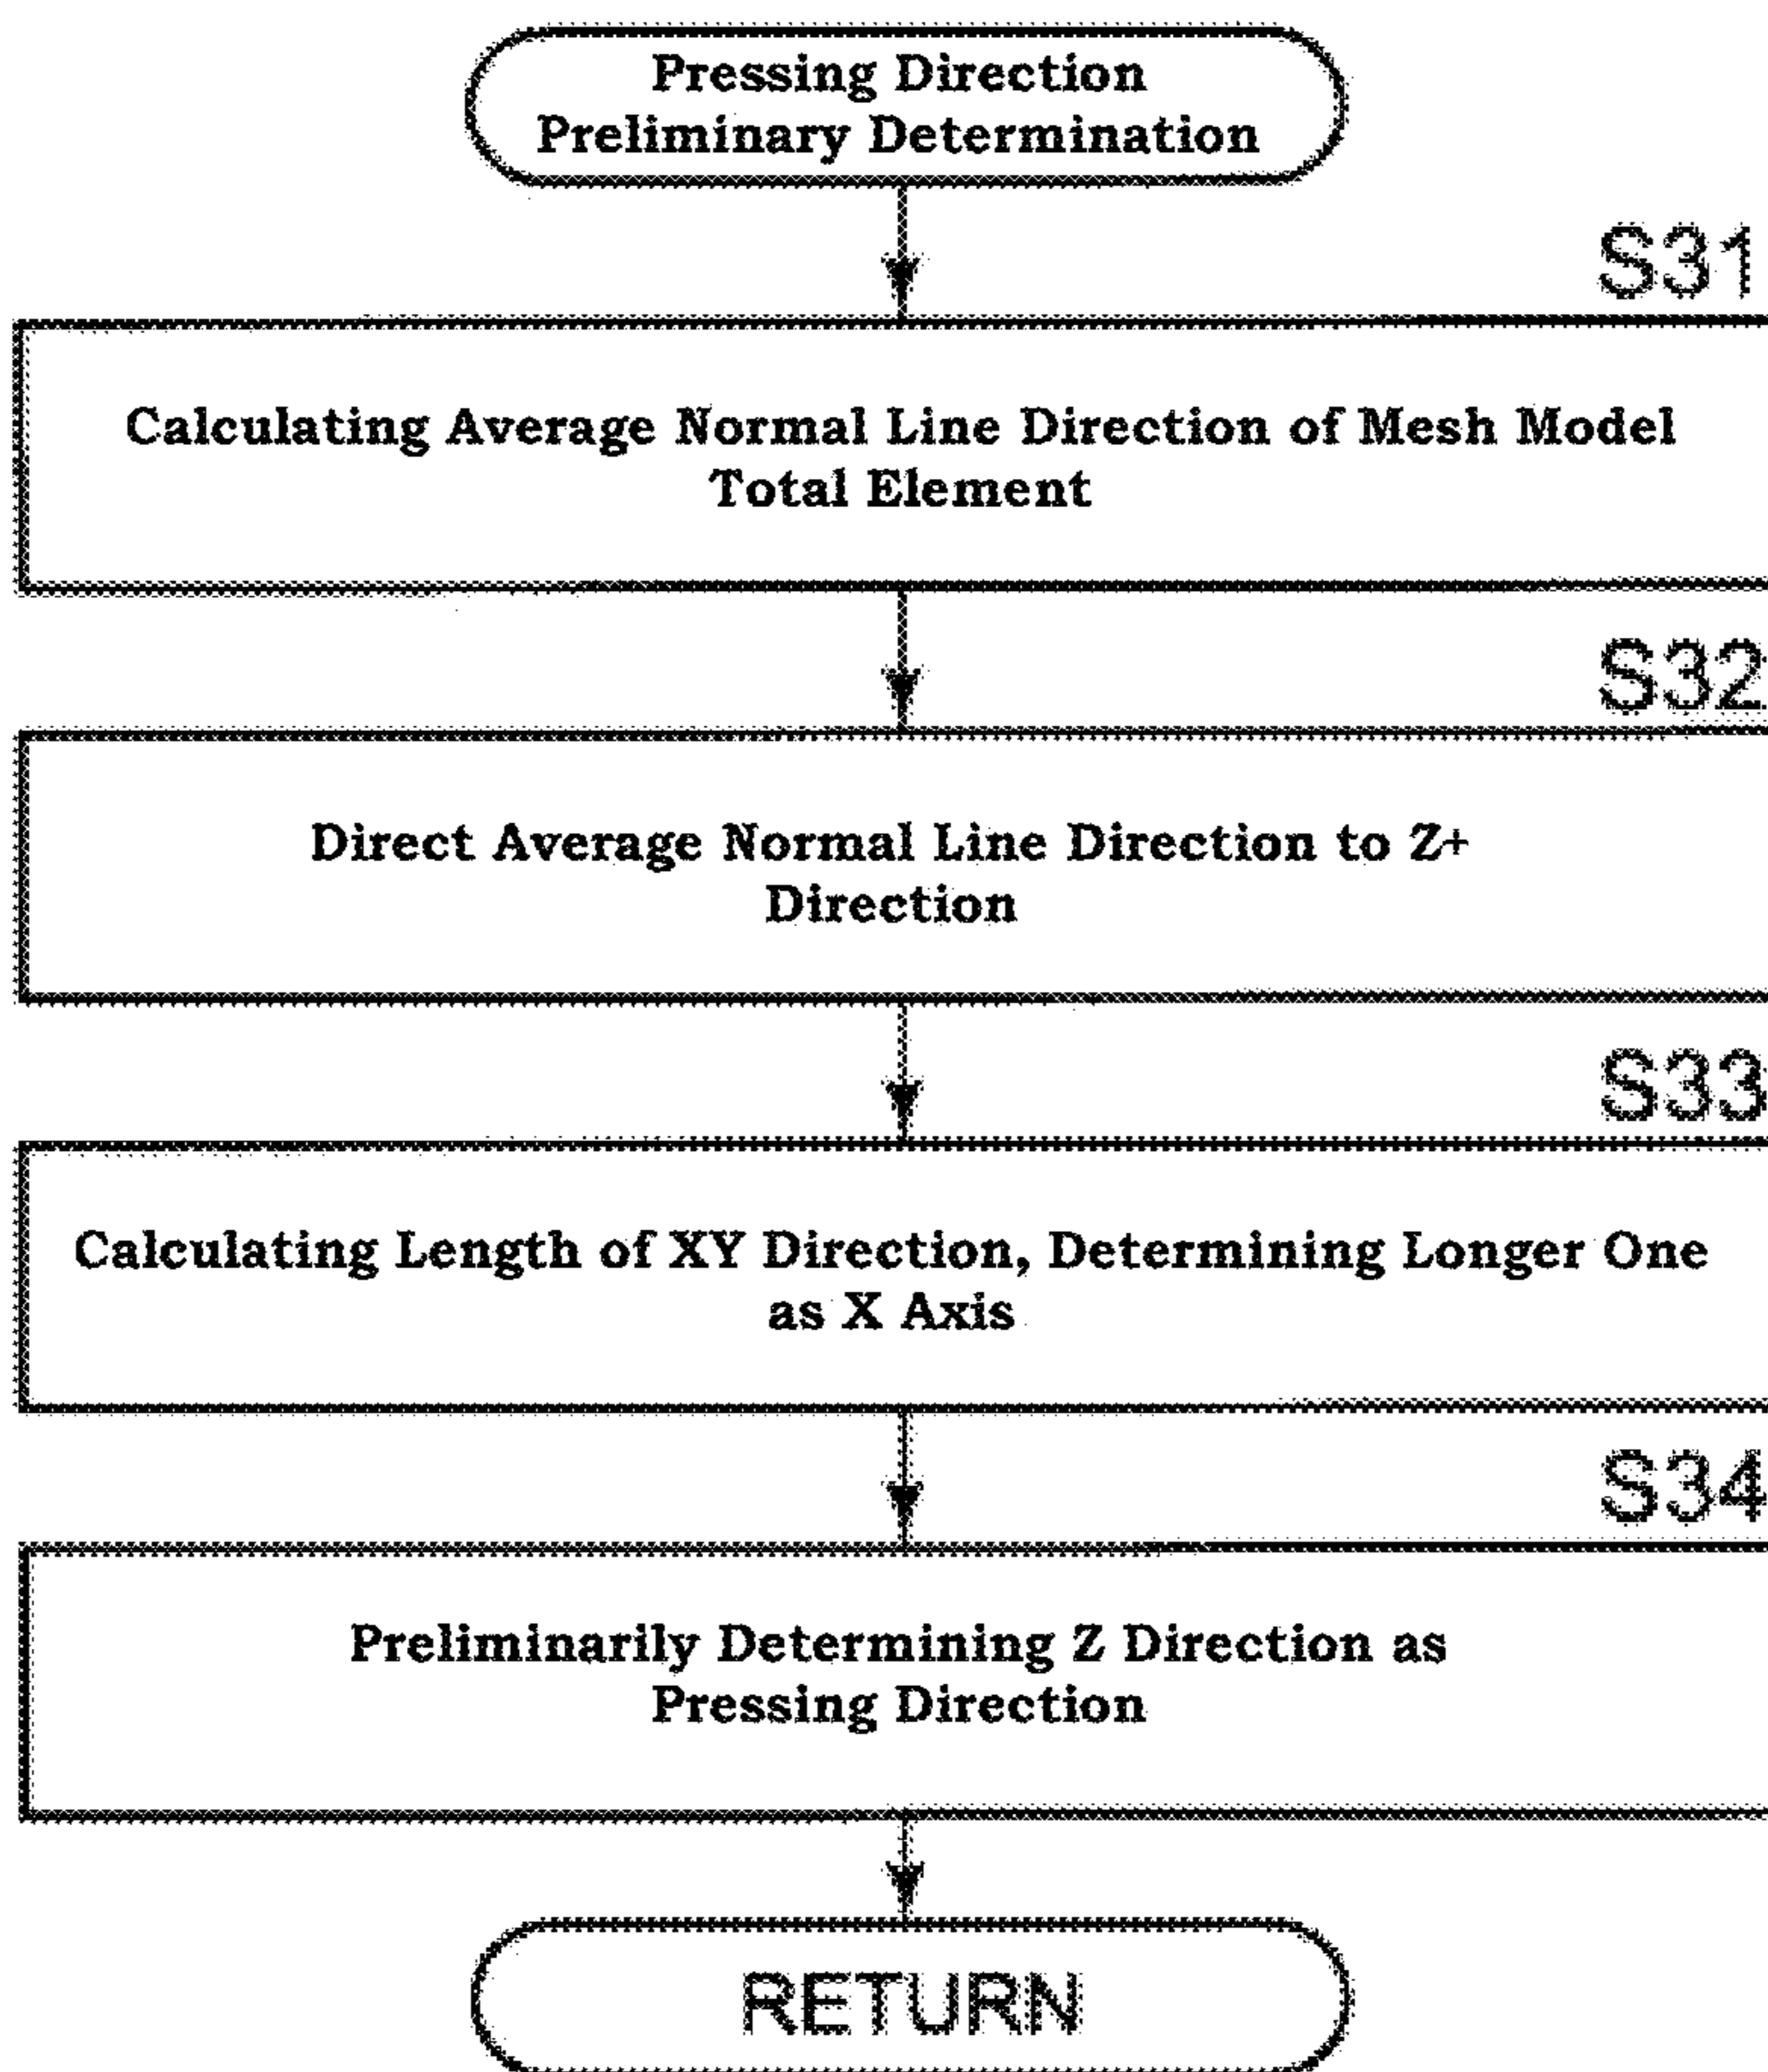 Pressing Direction
Preliminary Determination
S31
Calculating Average Normal Line Direction of Mesh Model
Total Element
S32
Direct Average Normal Line Direction to Z+
Direction
S33
Calculating Length of XY Direction, Determining Longer One
as X Axis
S34
Preliminarily Determining Z Direction as
Pressing Direction
RETURN